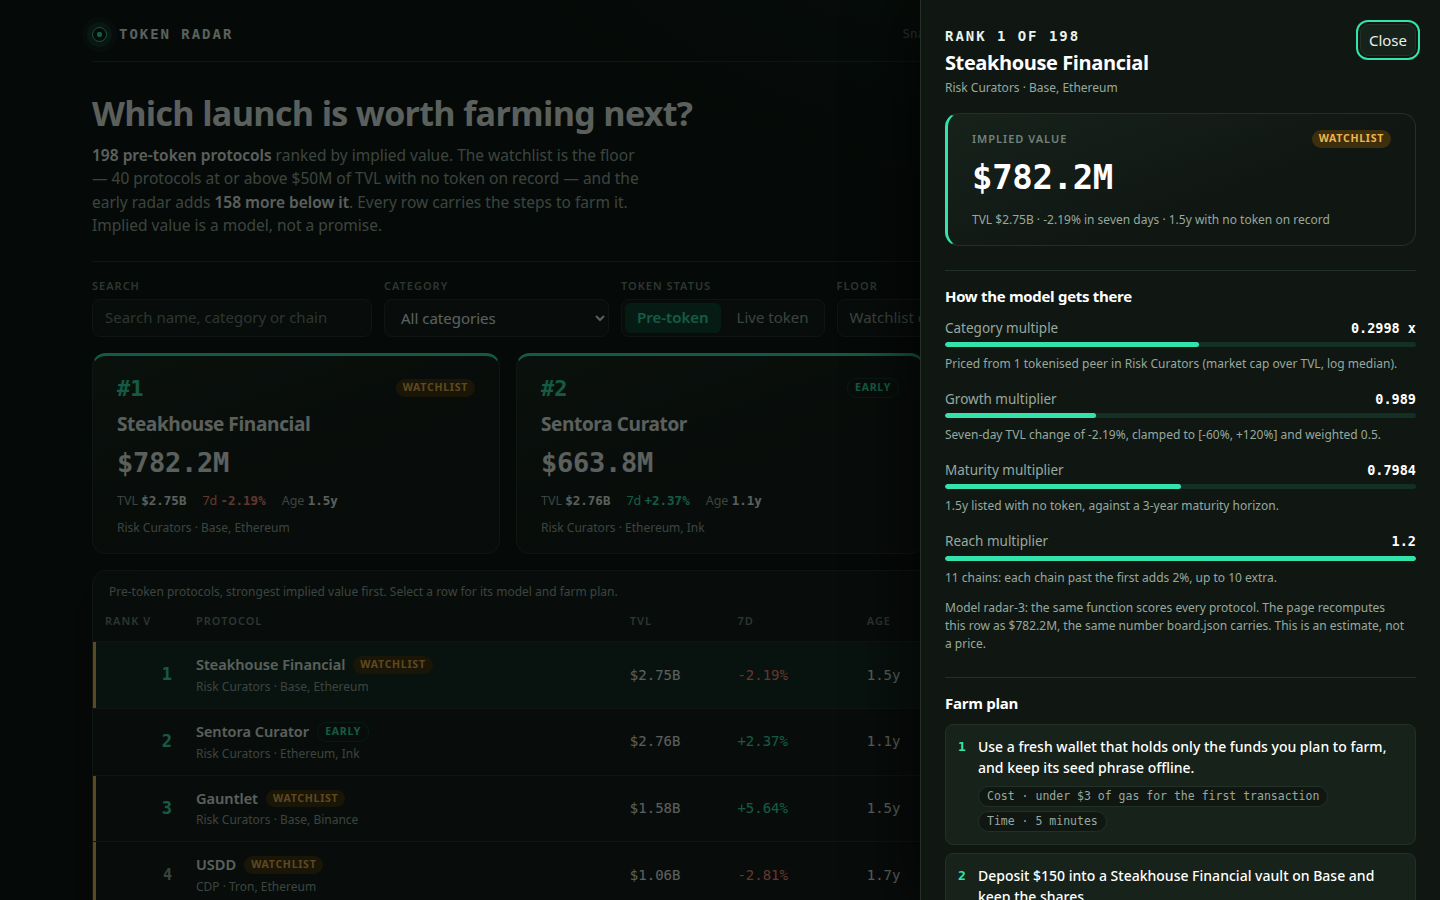 TOKEN RADAR
Sna
Which launch is worth farming next?
198 pre-token protocols ranked by implied value. The watchlist is the floor
— 40 protocols at or above $50M of TVL with no token on record — and the
early radar adds 158 more below it. Every row carries the steps to farm it.
Implied value is a model, not a promise.
SEARCH CATEGORY TOKEN STATUS FLOOR
Search name, category or chain All categories Pre-token Live token Watchlist
#1 WATCHLIST
Steakhouse Financial
$782.2M
TVL $2.75B 7d -2.19% Age 1.5y
Risk Curators · Base, Ethereum
#2 EARLY
Sentora Curator
$663.8M
TVL $2.76B 7d +2.37% Age 1.1y
Risk Curators · Ethereum, Ink
Pre-token protocols, strongest implied value first. Select a row for its model and farm plan.
RANK V PROTOCOL TVL 7D AGE
1 Steakhouse Financial WATCHLIST $2.75B -2.19% 1.5y
Risk Curators · Base, Ethereum
2 Sentora Curator EARLY $2.76B +2.37% 1.1y
Risk Curators · Ethereum, Ink
3 Gauntlet WATCHLIST $1.58B +5.64% 1.5y
Risk Curators · Base, Binance
4 USDD WATCHLIST $1.06B -2.81% 1.7y
CDP · Tron, Ethereum
RANK 1 OF 198
Close
Steakhouse Financial
Risk Curators · Base, Ethereum
IMPLIED VALUE WATCHLIST
$782.2M
TVL $2.75B · -2.19% in seven days · 1.5y with no token on record
How the model gets there
Category multiple 0.2998 x
Priced from 1 tokenised peer in Risk Curators (market cap over TVL, log median).
Growth multiplier 0.989
Seven-day TVL change of -2.19%, clamped to [-60%, +120%] and weighted 0.5.
Maturity multiplier 0.7984
1.5y listed with no token, against a 3-year maturity horizon.
Reach multiplier 1.2
11 chains: each chain past the first adds 2%, up to 10 extra.
Model radar-3: the same function scores every protocol. The page recomputes
this row as $782.2M, the same number board.json carries. This is an estimate, not
a price.
Farm plan
1 Use a fresh wallet that holds only the funds you plan to farm,
and keep its seed phrase offline.
Cost · under $3 of gas for the first transaction
Time · 5 minutes
2 Deposit $150 into a Steakhouse Financial vault on Base and
keep the shares